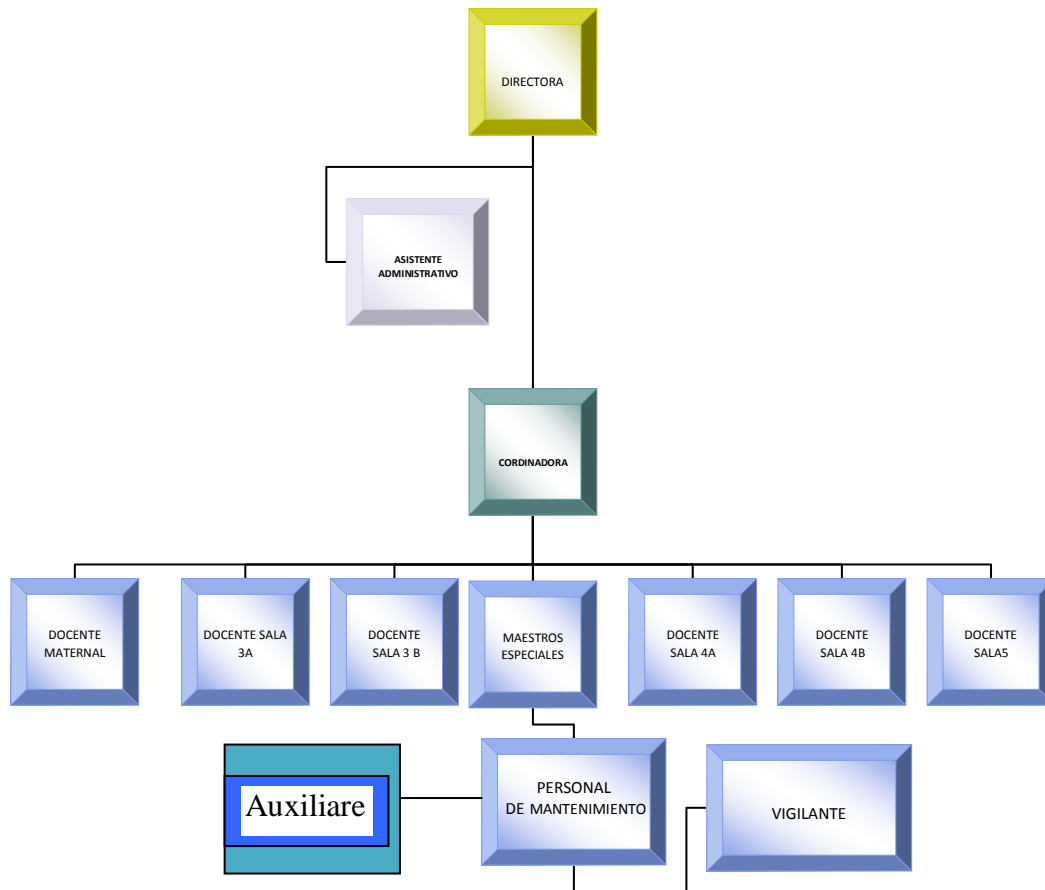 DIRECTORA
ASISTENTE
ADMINISTRATIVO
CORDINADORA
DOCENTE
MATERNAL
DOCENTE SALA
3A
DOCENTE
SALA 3 B
MAESTROS
ESPECIALES
DOCENTE
SALA 4A
DOCENTE
SALA 4B
DOCENTE
SALA5
Auxiliare
PERSONAL
DE MANTENIMIENTO
VIGILANTE